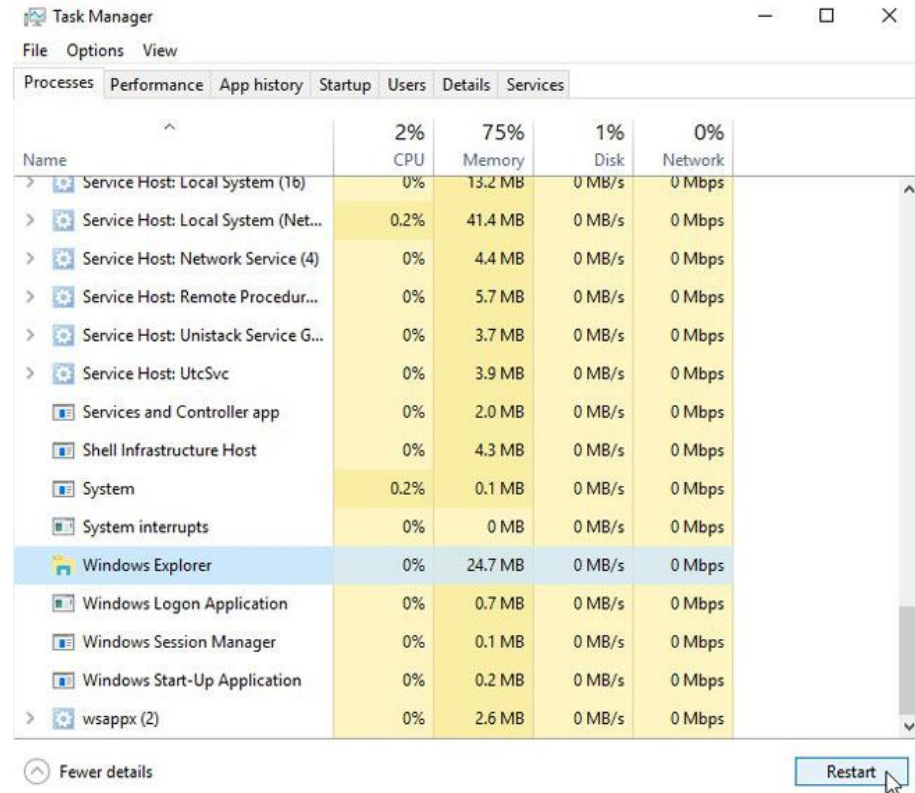 Task Manager
File Options View
Processes Performance App history Startup Users Details Services
2% 75% 1% 0%
Name CPU Memory Disk Network
Service Host: Local System (16) 0% 13.2 MB 0 MB/s 0 Mbps
Service Host: Local System (Net... 0.2% 41.4 MB 0 MB/s 0 Mbps
Service Host: Network Service (4) 0% 4.4 MB 0 MB/s 0 Mbps
Service Host: Remote Procedur... 0% 5.7 MB 0 MB/s 0 Mbps
Service Host: Unistack Service G... 0% 3.7 MB 0 MB/s 0 Mbps
Service Host: UtcSvc 0% 3.9 MB 0 MB/s 0 Mbps
Services and Controller app 0% 2.0 MB 0 MB/s 0 Mbps
Shell Infrastructure Host 0% 4.3 MB 0 MB/s 0 Mbps
System 0.2% 0.1 MB 0 MB/s 0 Mbps
System interrupts 0% 0 MB 0 MB/s 0 Mbps
Windows Explorer 0% 24.7 MB 0 MB/s 0 Mbps
Windows Logon Application 0% 0.7 MB 0 MB/s 0 Mbps
Windows Session Manager 0% 0.1 MB 0 MB/s 0 Mbps
Windows Start-Up Application 0% 0.2 MB 0 MB/s 0 Mbps
wsappx (2) 0% 2.6 MB 0 MB/s 0 Mbps
Fewer details Restart